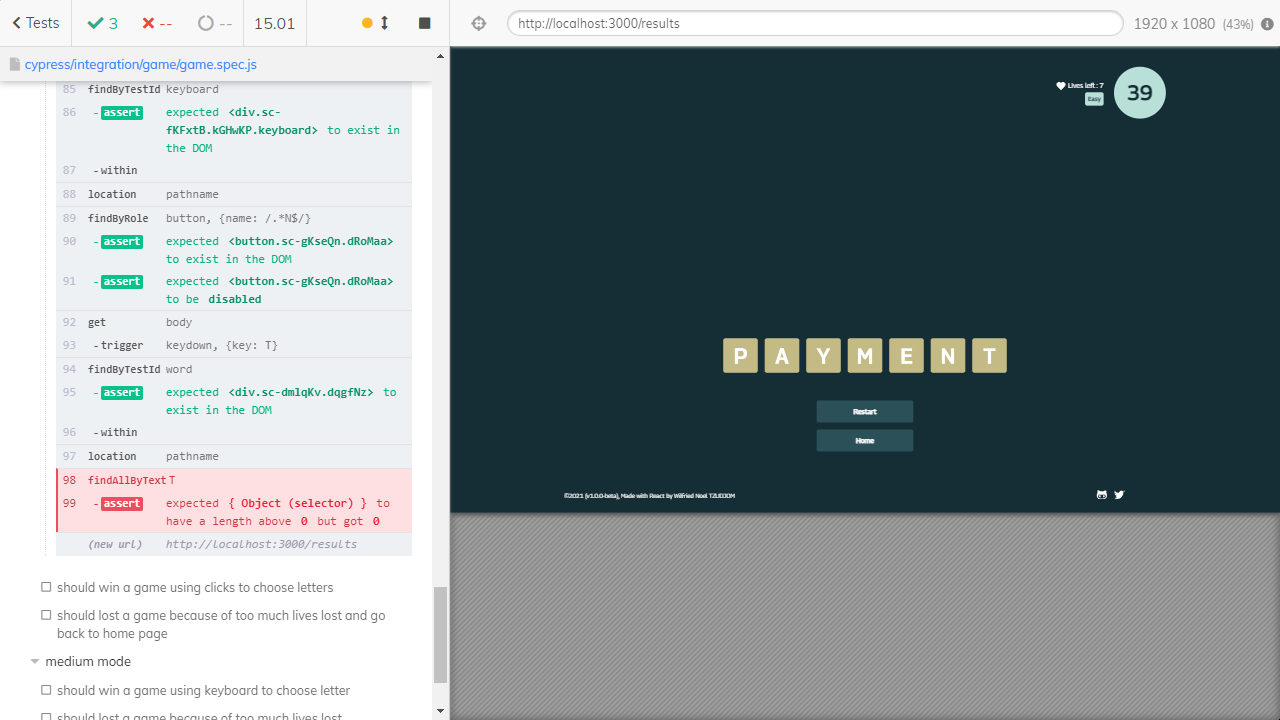 Tests
3
--
--
15.01
http://localhost:3000/results
1920 x 1080 (43%)
cypress/integration/game/game.spec.js
85 findByTestId keyboard
86 - assert expected <div.sc-
fKFxtB.kGHwKP.keyboard> to exist in
the DOM
87 - within
88 location pathname
89 findByRole button, {name: /.*N$/}
90 - assert expected <button.sc-gKseQn.dRoMaa>
to exist in the DOM
91 - assert expected <button.sc-gKseQn.dRoMaa>
to be disabled
92 get body
93 - trigger keydown, {key: T}
94 findByTestId word
95 - assert expected <div.sc-dmlqKv.dqgfNz> to
exist in the DOM
96 - within
97 location pathname
98 findAllByText T
99 - assert expected { Object (selector) } to
have a length above 0 but got 0
(new url) http://localhost:3000/results
should win a game using clicks to choose letters
should lost a game because of too much lives lost and go
back to home page
medium mode
should win a game using keyboard to choose letter
should lost a game because of too much lives lost
Lives left : 7
Easy
39
P A Y M E N T
Restart
Home
©2021 (v1.0.0-beta), Made with React by Wilfried Noel TZUDJOM